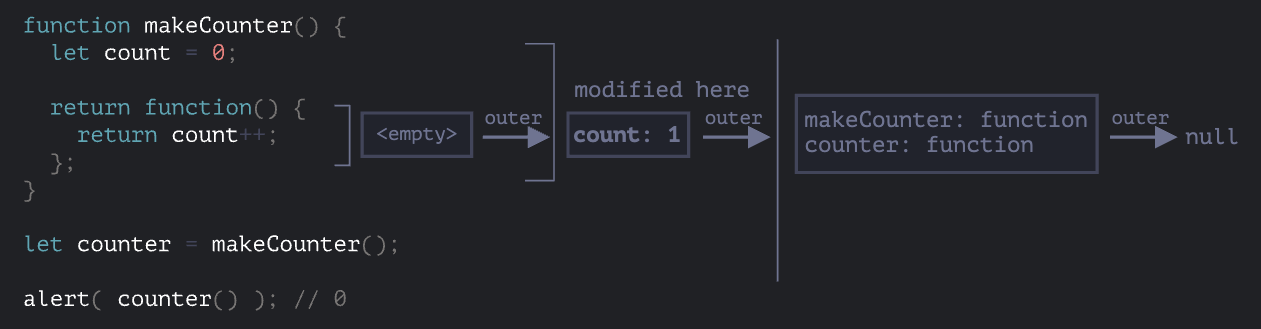 function makeCounter() {
let count = 0;
modified here
return function() {
return count++;
};
}
<empty>
outer
count: 1
outer
makeCounter: function
counter: function
outer
null
let counter = makeCounter();
alert( counter() ); // 0